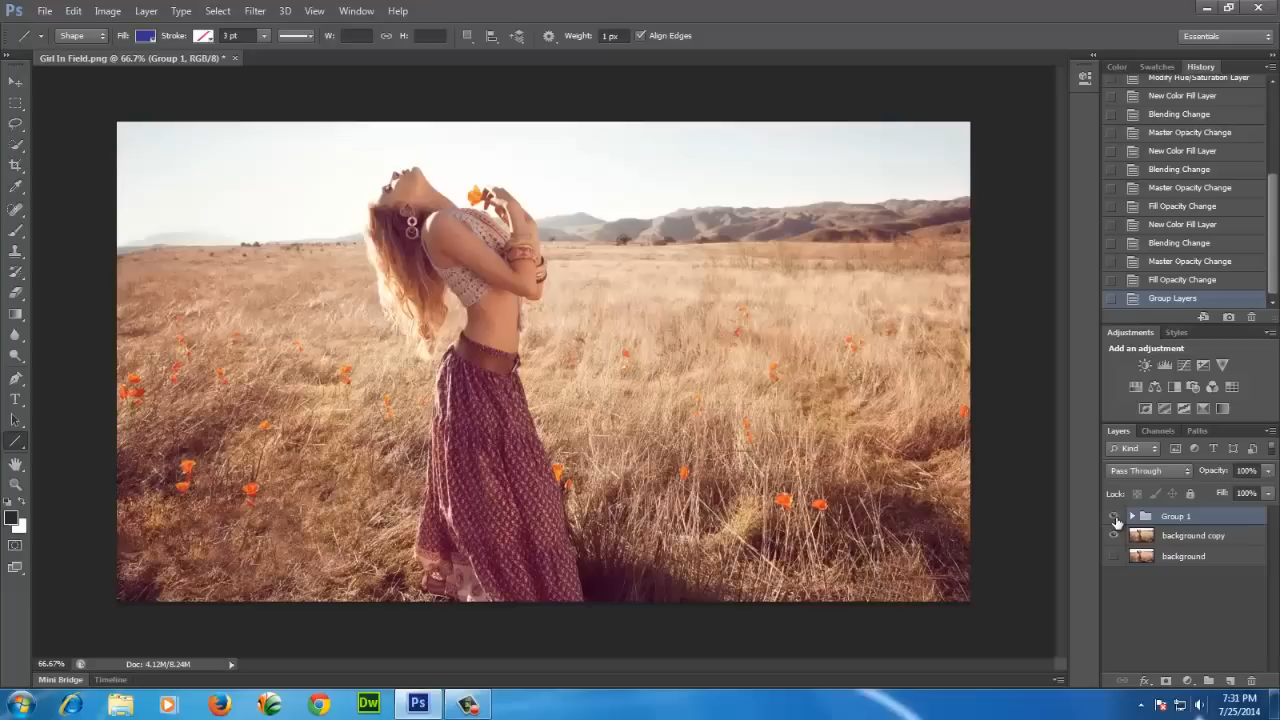 Ps File Edit Image Layer Type Select Filter 3D View Window Help
Shape Fill: Stroke: 3 pt W: H: Weight: 1 px Align Edges Essentials
Girl In Field.png @ 66.7% (Group 1, RGB/8) * ×
Color Swatches History
Modify Hue/Saturation Layer
New Color Fill Layer
Blending Change
Master Opacity Change
New Color Fill Layer
Blending Change
Master Opacity Change
Fill Opacity Change
New Color Fill Layer
Blending Change
Master Opacity Change
Fill Opacity Change
Group Layers
Adjustments Styles
Add an adjustment
Layers Channels Paths
Kind
Pass Through Opacity: 100%
Lock: Fill: 100%
Group 1
background copy
background
66.67% Doc: 4.12M/8.24M
Mini Bridge Timeline
Dw Ps
7:31 PM
7/25/2014